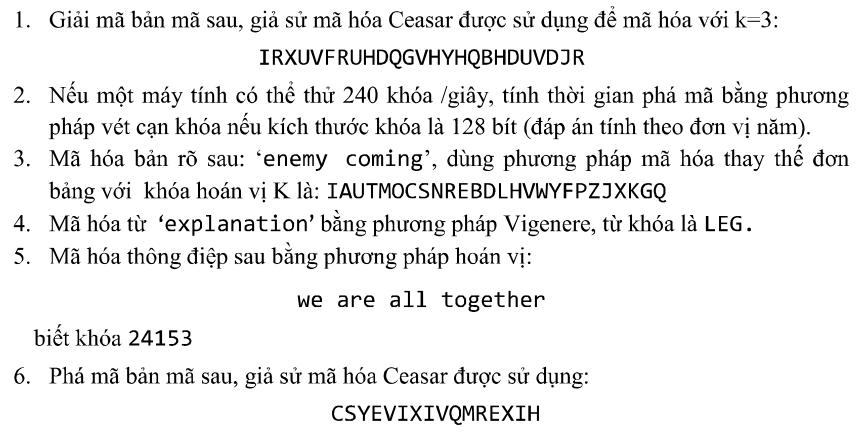 1. Giải mã bản mã sau, giả sử mã hóa Ceasar được sử dụng để mã hóa với k=3:
IRXUVFRUHDQGVHYHQBHDUVDJR
2. Nếu một máy tính có thể thử 240 khóa /giây, tính thời gian phá mã bằng phương
pháp vét cạn khóa nếu kích thước khóa là 128 bít (đáp án tính theo đơn vị năm).
3. Mã hóa bản rõ sau: ‘enemy coming’, dùng phương pháp mã hóa thay thế đơn
bảng với khóa hoán vị K là: IAUTMOCSNREBDLHVWYFPZJXKGQ
4. Mã hóa từ ‘explanation’ bằng phương pháp Vigenere, từ khóa là LEG.
5. Mã hóa thông điệp sau bằng phương pháp hoán vị:
we are all together
biết khóa 24153
6. Phá mã bản mã sau, giả sử mã hóa Ceasar được sử dụng:
CSYEVIXIVQMREXIH